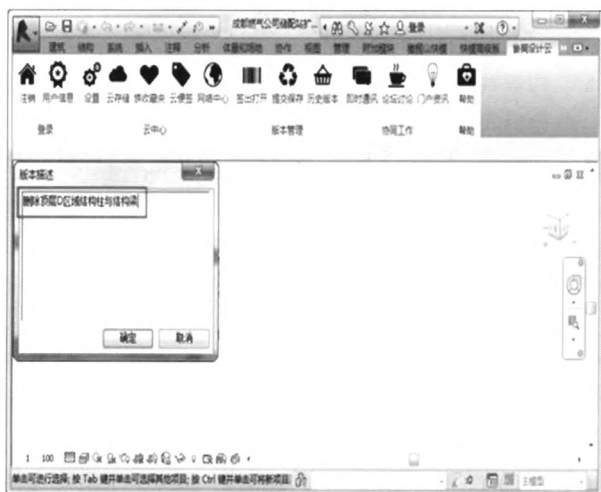 成都燃气公司储配站扩... 登录
建筑 结构 系统 插入 注释 分析 体量和场地 协作 视图 管理 附加模块 协同设计云
注销 用户信息 设置 云存储 云收藏夹 云便签 网络中心 签出打开 提交保存 历史版本 即时通讯 论坛讨论 门户资讯 帮助
登录 云中心 版本管理 协同工作 帮助
版本描述
删除顶层D区域结构柱与结构梁
确定 取消
1 : 100
单击可进行选择; 按 Tab 键并单击可选择其他项目; 按 Ctrl 键并单击可将新项目 :0 主模型